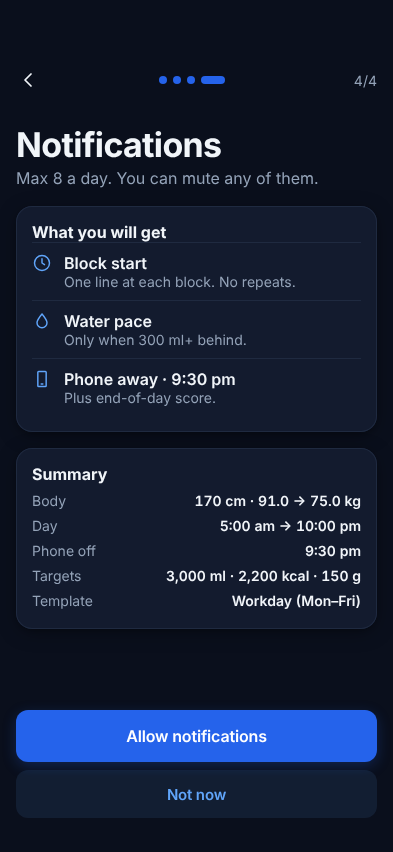 4/4
Notifications
Max 8 a day. You can mute any of them.
What you will get
Block start
One line at each block. No repeats.
Water pace
Only when 300 ml+ behind.
Phone away · 9:30 pm
Plus end-of-day score.
Summary
Body 170 cm · 91.0 → 75.0 kg
Day 5:00 am → 10:00 pm
Phone off 9:30 pm
Targets 3,000 ml · 2,200 kcal · 150 g
Template Workday (Mon–Fri)
Allow notifications
Not now